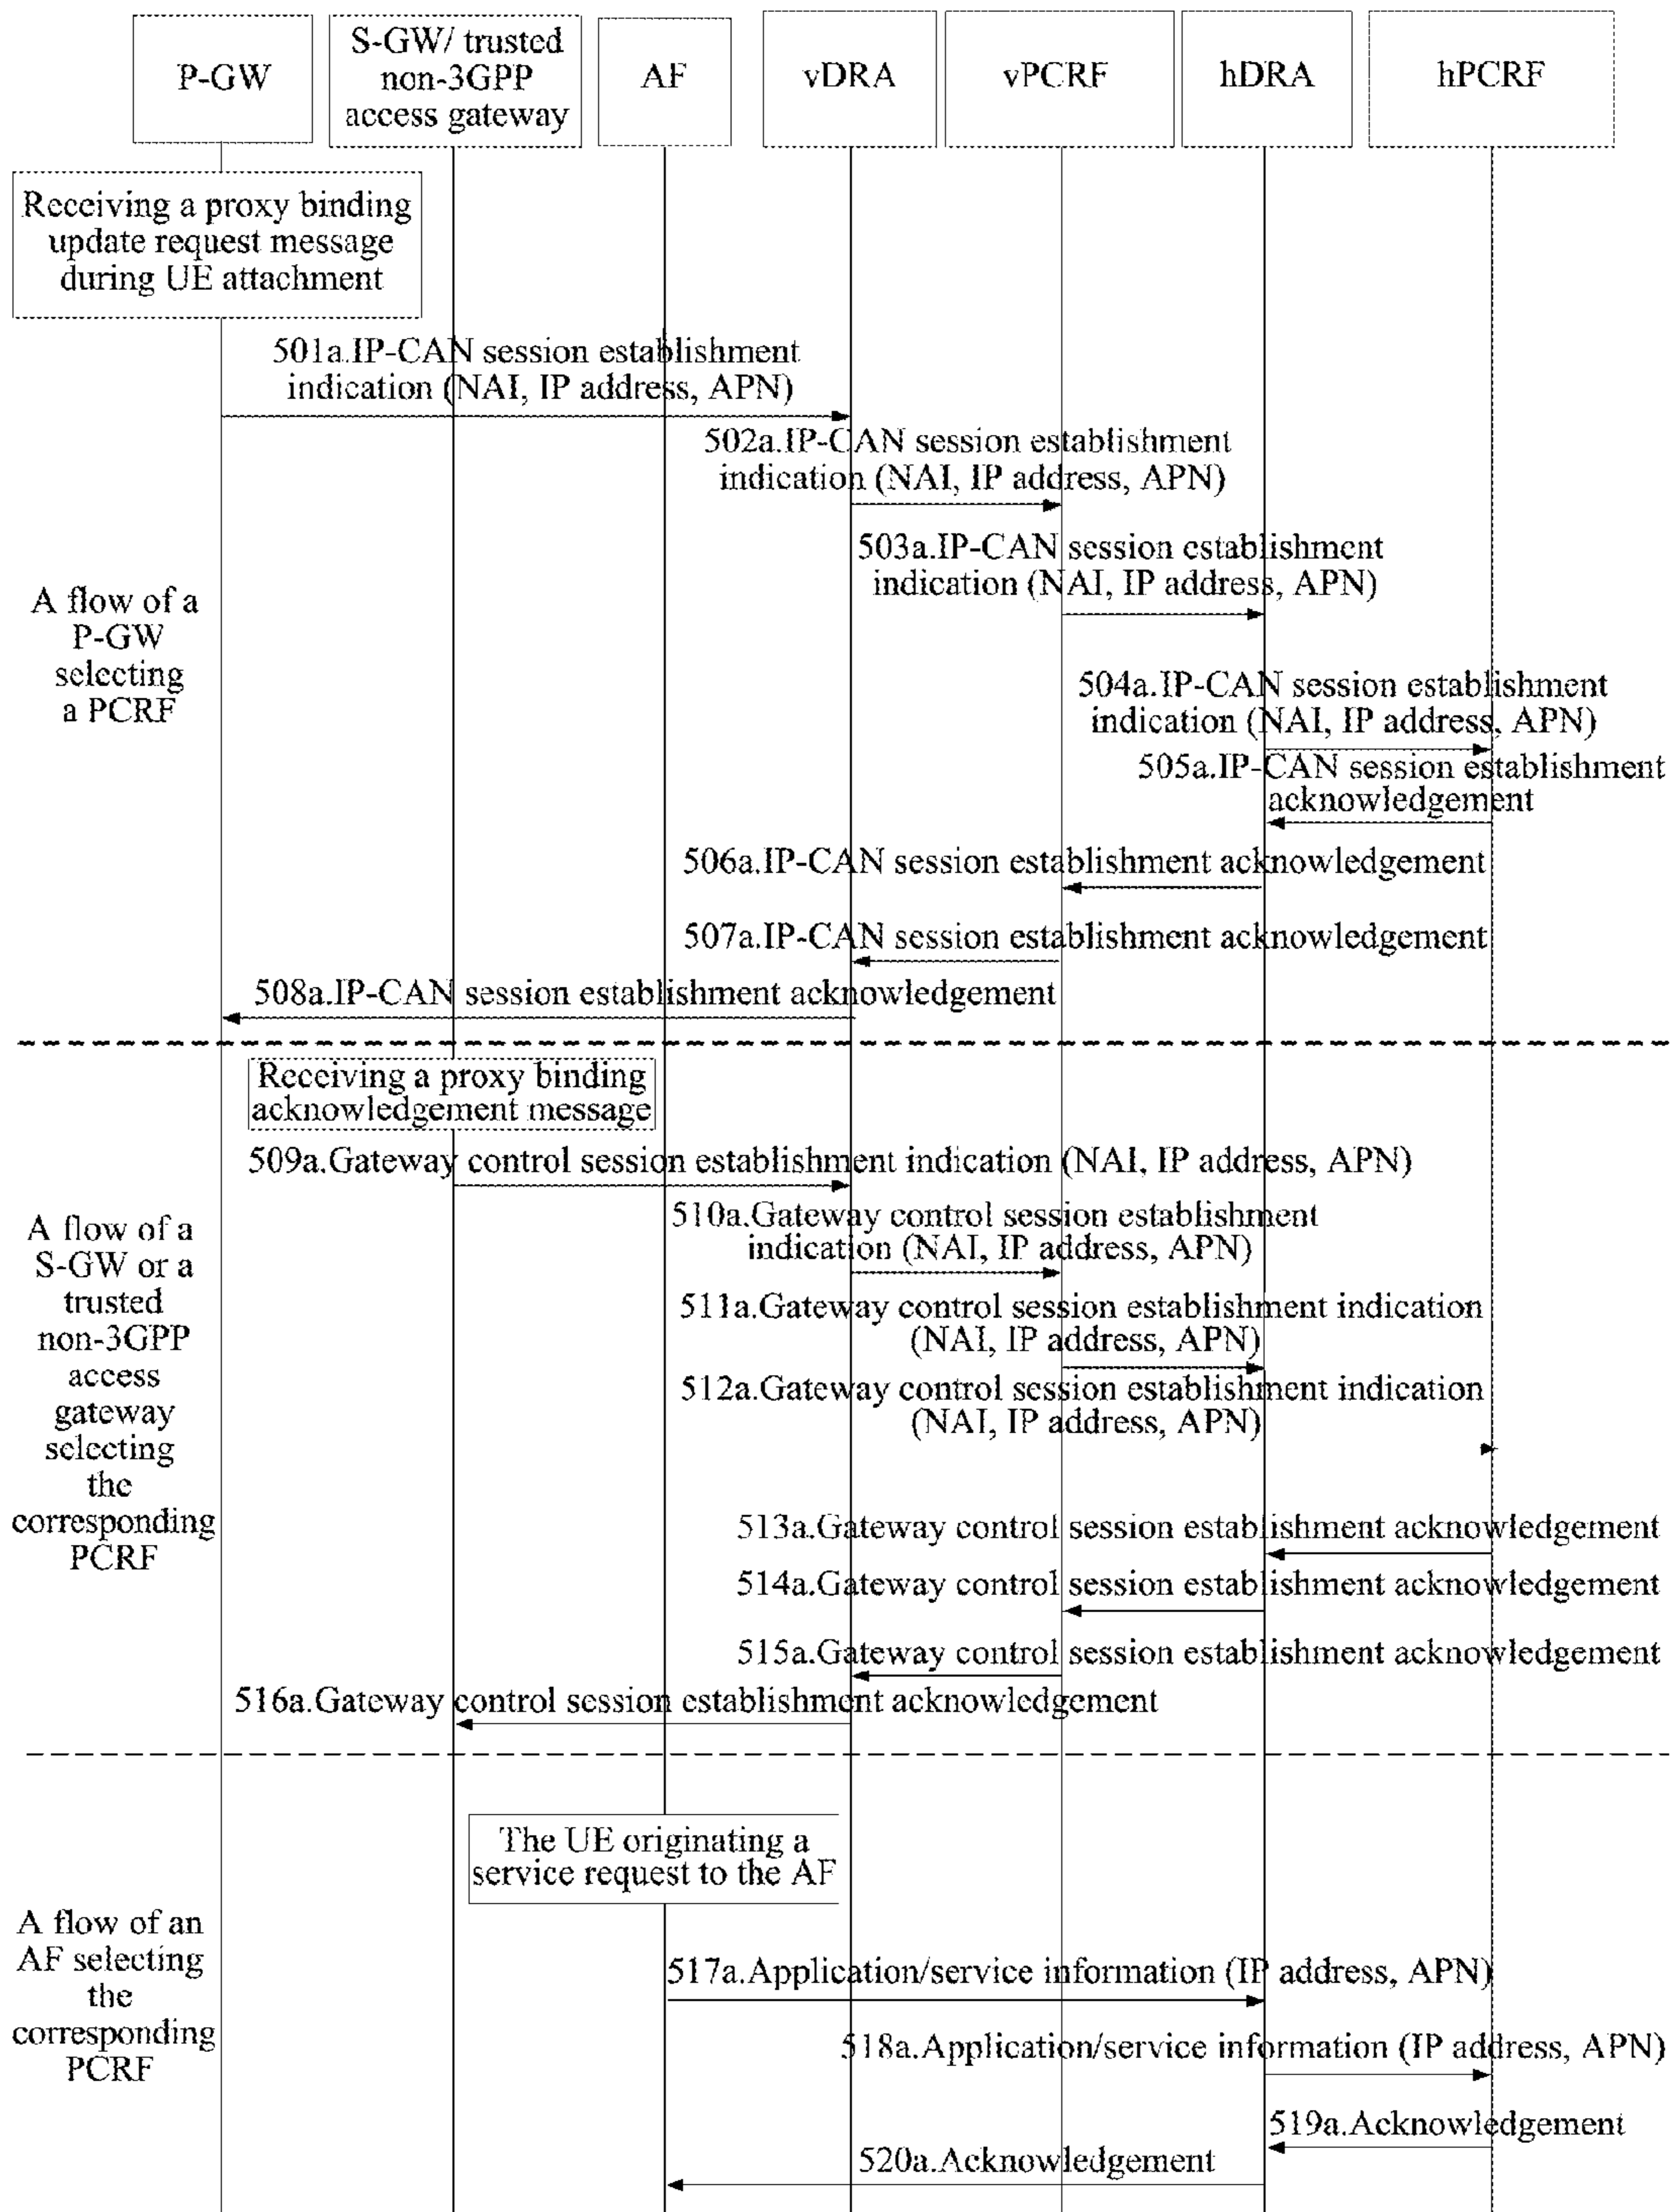 P-GW
S-GW/ trusted
non-3GPP
access gateway
AF
vDRA
vPCRF
hDRA
hPCRF
Receiving a proxy binding
update request message
during UE attachment
501a.IP-CAN session establishment
indication (NAI, IP address, APN)
502a.IP-CAN session establishment
indication (NAI, IP address, APN)
503a.IP-CAN session establishment
indication (NAI, IP address, APN)
A flow of a
P-GW
selecting
a PCRF
504a.IP-CAN session establishment
indication (NAI, IP address, APN)
505a.IP-CAN session establishment
acknowledgement
506a.IP-CAN session establishment acknowledgement
507a.IP-CAN session establishment acknowledgement
508a.IP-CAN session establishment acknowledgement
Receiving a proxy binding
acknowledgement message
509a.Gateway control session establishment indication (NAI, IP address, APN)
510a.Gateway control session establishment
indication (NAI, IP address, APN)
A flow of a
S-GW or a
trusted
non-3GPP
access
gateway
selecting
the
corresponding
PCRF
511a.Gateway control session establishment indication
(NAI, IP address, APN)
512a.Gateway control session establishment indication
(NAI, IP address, APN)
513a.Gateway control session establishment acknowledgement
514a.Gateway control session establishment acknowledgement
515a.Gateway control session establishment acknowledgement
516a.Gateway control session establishment acknowledgement
The UE originating a
service request to the AF
A flow of an
AF selecting
the
corresponding
PCRF
517a.Application/service information (IP address, APN)
518a.Application/service information (IP address, APN)
519a.Acknowledgement
520a.Acknowledgement